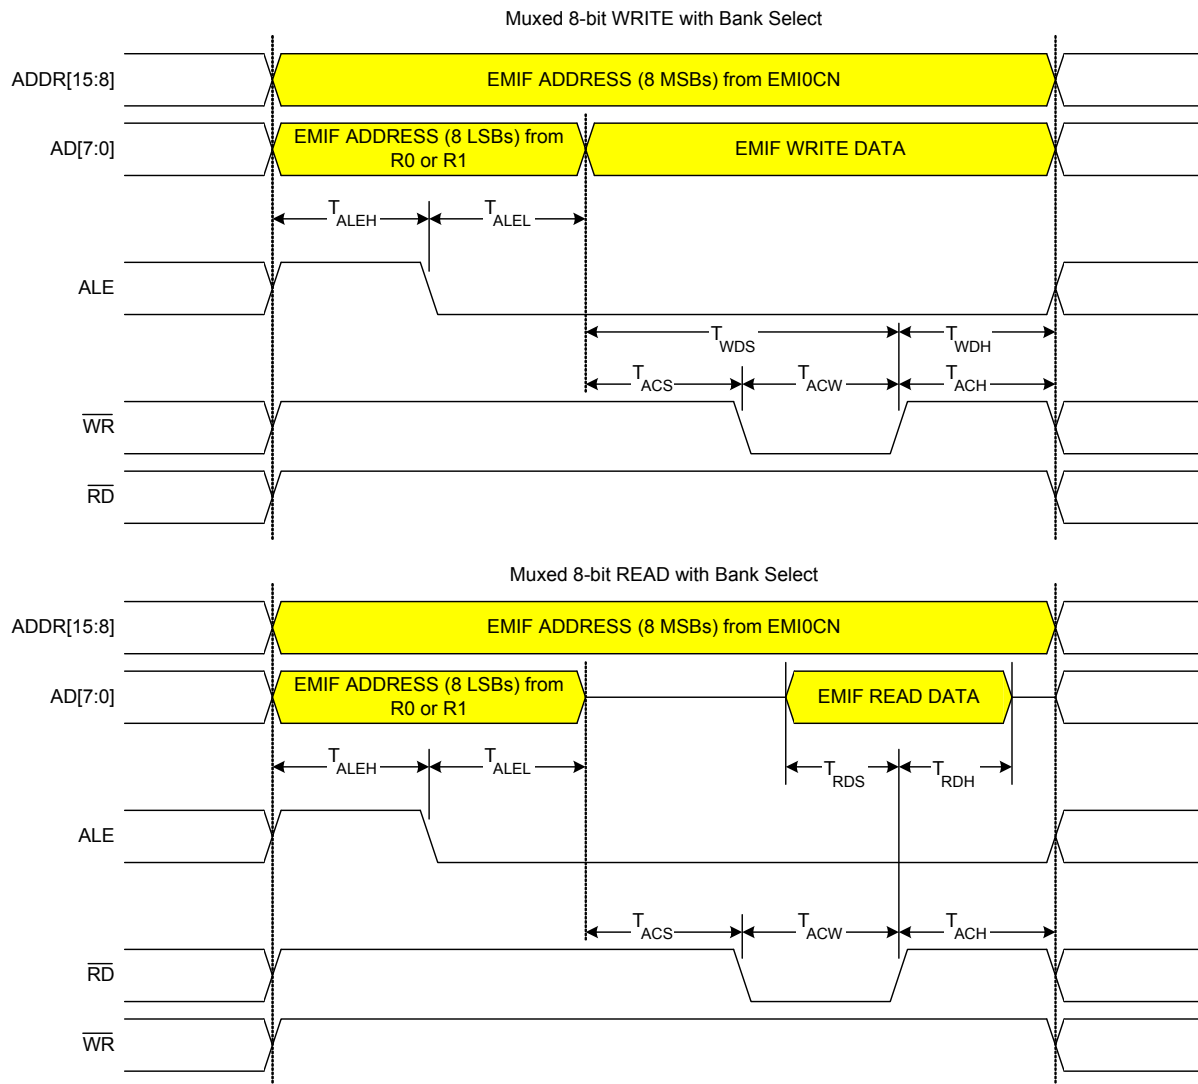 Muxed 8-bit WRITE with Bank Select
ADDR[15:8]
EMIF ADDRESS (8 MSBs) from EMI0CN
AD[7:0]
EMIF ADDRESS (8 LSBs) from
R0 or R1
EMIF WRITE DATA
TALEH
TALEL
ALE
TWDS
TWDH
TACS
TACW
TACH
WR
RD
Muxed 8-bit READ with Bank Select
ADDR[15:8]
EMIF ADDRESS (8 MSBs) from EMI0CN
AD[7:0]
EMIF ADDRESS (8 LSBs) from
R0 or R1
EMIF READ DATA
TALEH
TALEL
TRDS
TRDH
ALE
TACS
TACW
TACH
RD
WR